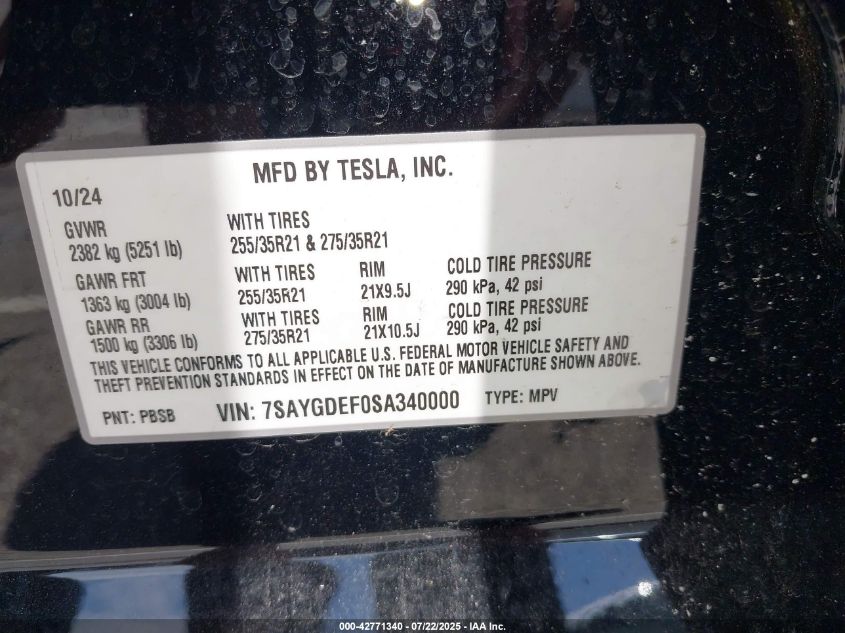 MFD BY TESLA, INC.
10/24
GVWR
2382 kg (5251 lb)
WITH TIRES
255/35R21 & 275/35R21
GAWR FRT
1363 kg (3004 lb)
WITH TIRES
255/35R21
RIM
21X9.5J
COLD TIRE PRESSURE
290 kPa, 42 psi
GAWR RR
1500 kg (3306 lb)
WITH TIRES
275/35R21
RIM
21X10.5J
COLD TIRE PRESSURE
290 kPa, 42 psi
THIS VEHICLE CONFORMS TO ALL APPLICABLE U.S. FEDERAL MOTOR VEHICLE SAFETY AND
THEFT PREVENTION STANDARDS IN EFFECT ON THE DATE OF MANUFACTURE SHOWN ABOVE.
PNT: PBSB
VIN: 7SAYGDEF0SA340000
TYPE: MPV
000-42771340 - 07/22/2025 - IAA Inc.